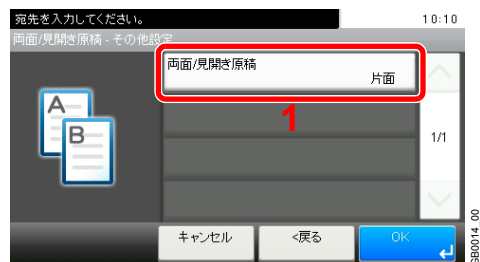 宛先を入力してください。 10:10
両面/見開き原稿 - その他設定
両面/見開き原稿
片面
A
B
1
1/1
キャンセル <戻る OK
GB0014_00